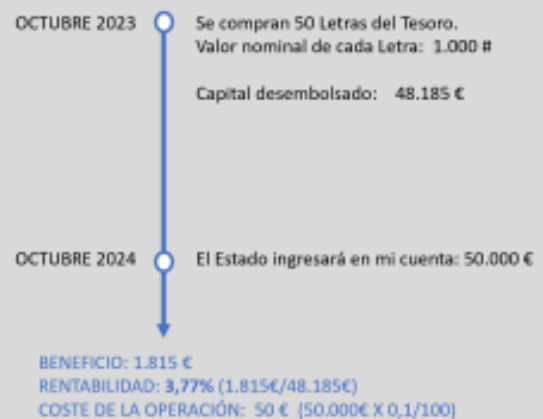 OCTUBRE 2023
Se compran 50 Letras del Tesoro.
Valor nominal de cada Letra: 1.000 #
Capital desembolsado: 48.185 €
OCTUBRE 2024
El Estado ingresará en mi cuenta: 50.000 €
BENEFICIO: 1.815 €
RENTABILIDAD: 3,77% (1.815€/48.185€)
COSTE DE LA OPERACIÓN: 50 € (50.000€ X 0,1/100)